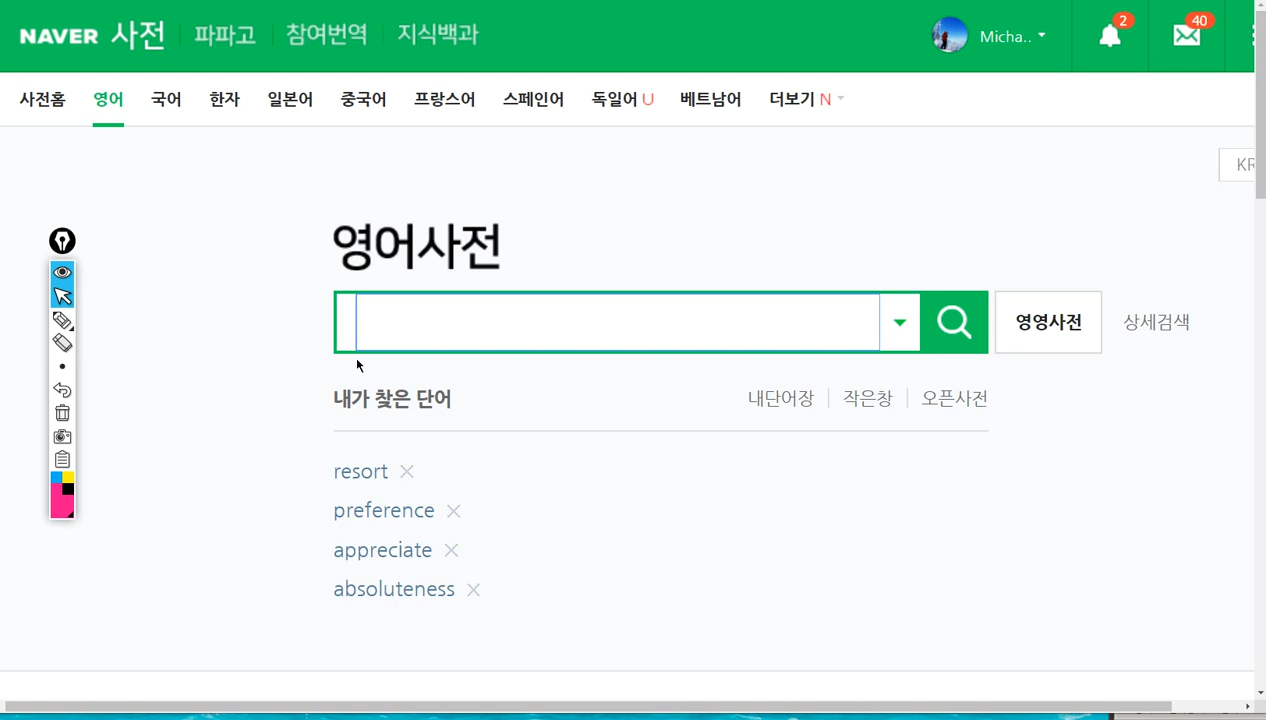 NAVER 사전 파파고 참여번역 지식백과 Micha.. 2 40
사전홈 영어 국어 한자 일본어 중국어 프랑스어 스페인어 독일어 U 베트남어 더보기 N
KR
영어사전
영영사전 상세검색
내가 찾은 단어 내단어장 작은창 오픈사전
resort
preference
appreciate
absoluteness